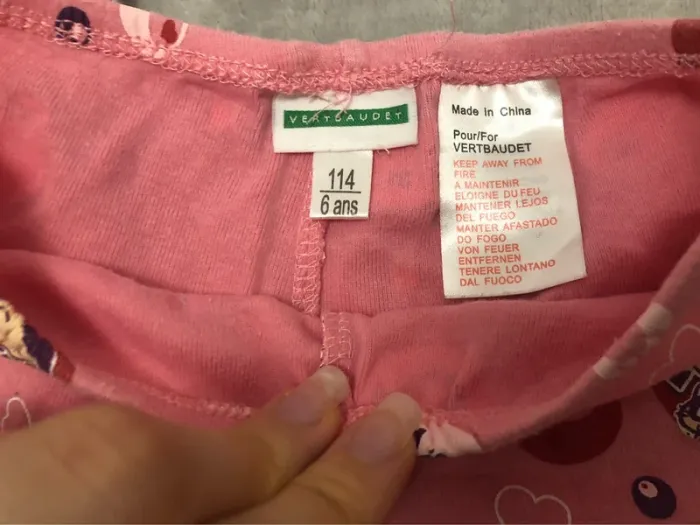 VERTBAUDET
114
6 ans
Made in China
Pour/For
VERTBAUDET
KEEP AWAY FROM
FIRE
A MAINTENIR
ELOIGNE DU FEU
MANTENER LEJOS
DEL FUEGO
MANTER AFASTADO
DO FOGO
VON FEUER
ENTFERNEN
TENERE LONTANO
DAL FUOCO